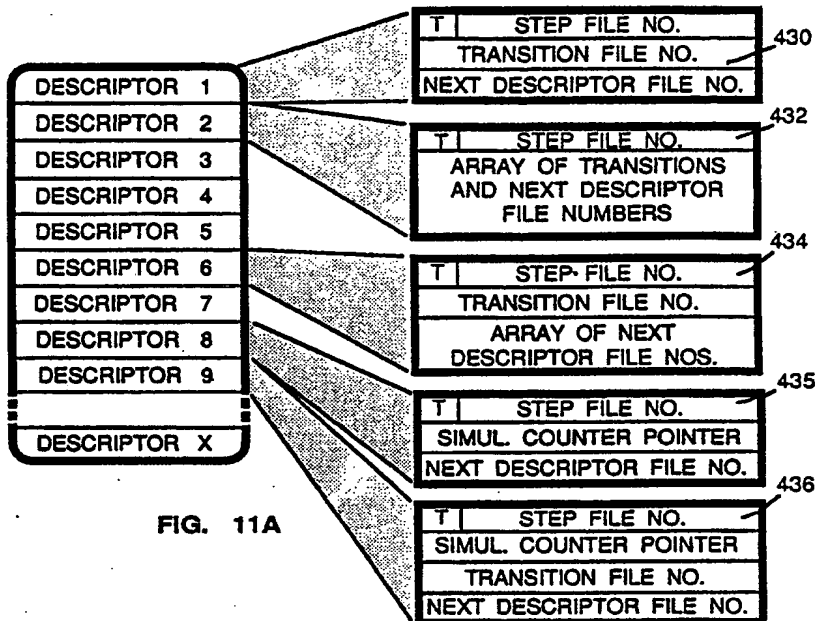 DESCRIPTOR 1
DESCRIPTOR 2
DESCRIPTOR 3
DESCRIPTOR 4
DESCRIPTOR 5
DESCRIPTOR 6
DESCRIPTOR 7
DESCRIPTOR 8
DESCRIPTOR 9
DESCRIPTOR X
FIG. 11A
T STEP FILE NO.
TRANSITION FILE NO.
NEXT DESCRIPTOR FILE NO.
430
T STEP FILE NO.
ARRAY OF TRANSITIONS
AND NEXT DESCRIPTOR
FILE NUMBERS
432
T STEP FILE NO.
TRANSITION FILE NO.
ARRAY OF NEXT
DESCRIPTOR FILE NOS.
434
T STEP FILE NO.
SIMUL. COUNTER POINTER
NEXT DESCRIPTOR FILE NO.
435
T STEP FILE NO.
SIMUL. COUNTER POINTER
TRANSITION FILE NO.
NEXT DESCRIPTOR FILE NO.
436